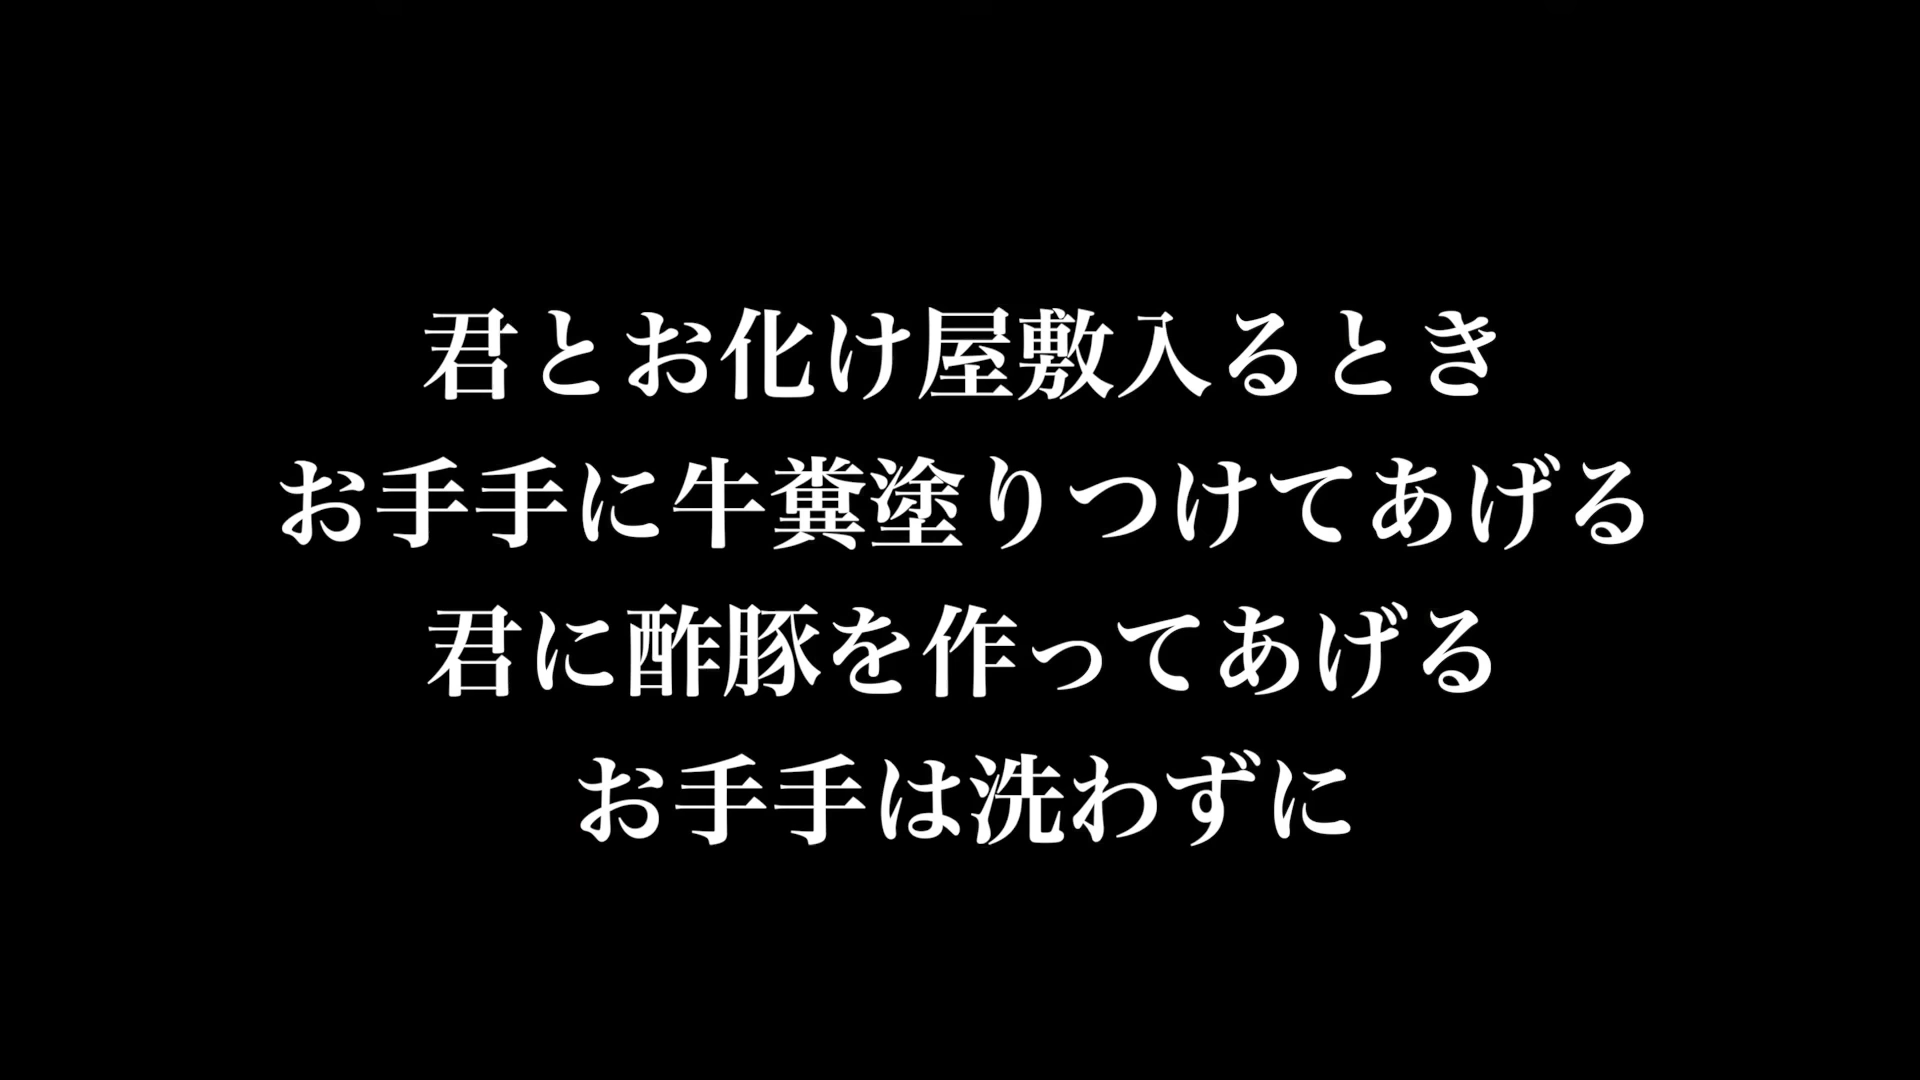 君とお化け屋敷入るとき
お手手に牛糞塗りつけてあげる
君に酢豚を作ってあげる
お手手は洗わずに